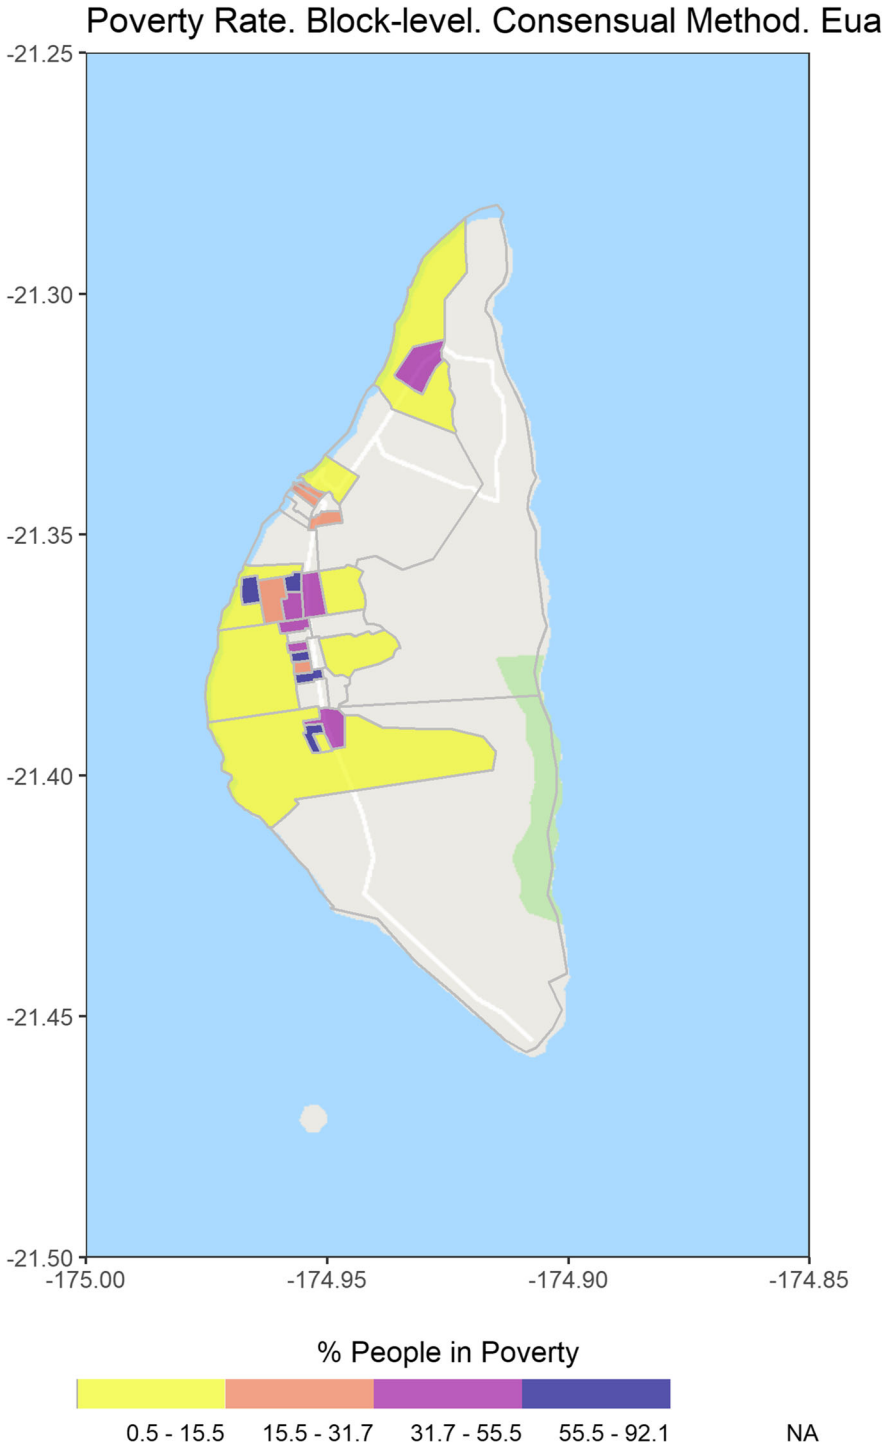 Poverty Rate. Block-level. Consensual Method. Eua
-21.25
-21.30
-21.35
-21.40
-21.45
-21.50
-175.00 -174.95 -174.90 -174.85
% People in Poverty
0.5 - 15.5 15.5 - 31.7 31.7 - 55.5 55.5 - 92.1 NA